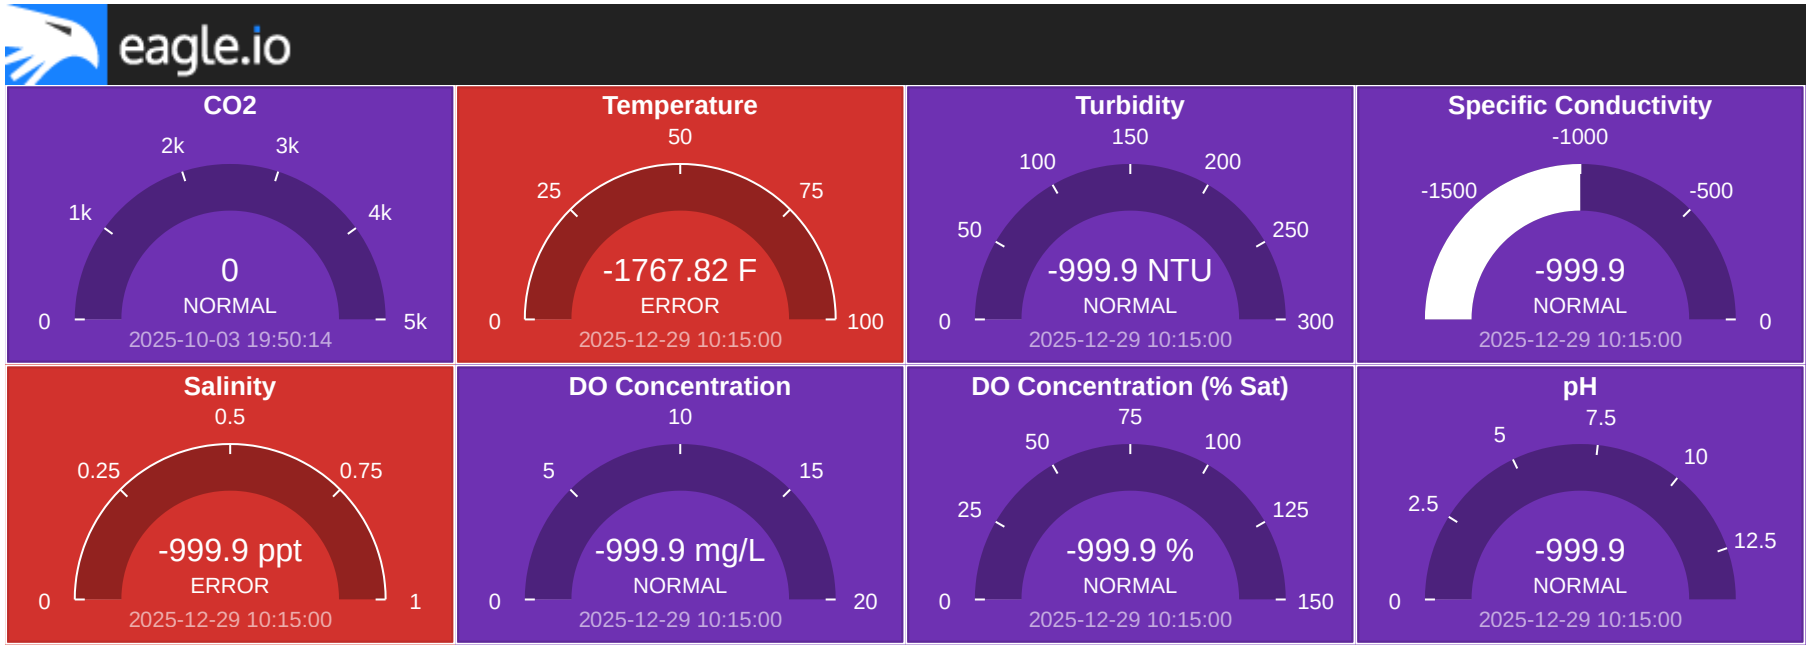 eagle.io
CO2
2k
3k
1k
4k
0
NORMAL
0
5k
2025-10-03 19:50:14
Temperature
50
25
75
-1767.82 F
ERROR
0
100
2025-12-29 10:15:00
Turbidity
150
100
200
50
250
-999.9 NTU
NORMAL
0
300
2025-12-29 10:15:00
Specific Conductivity
-1000
-1500
-500
-999.9
NORMAL
0
2025-12-29 10:15:00
Salinity
0.5
0.25
0.75
-999.9 ppt
ERROR
0
1
2025-12-29 10:15:00
DO Concentration
10
5
15
-999.9 mg/L
NORMAL
0
20
2025-12-29 10:15:00
DO Concentration (% Sat)
75
50
100
25
125
-999.9 %
NORMAL
0
150
2025-12-29 10:15:00
pH
7.5
5
10
2.5
12.5
-999.9
NORMAL
0
2025-12-29 10:15:00